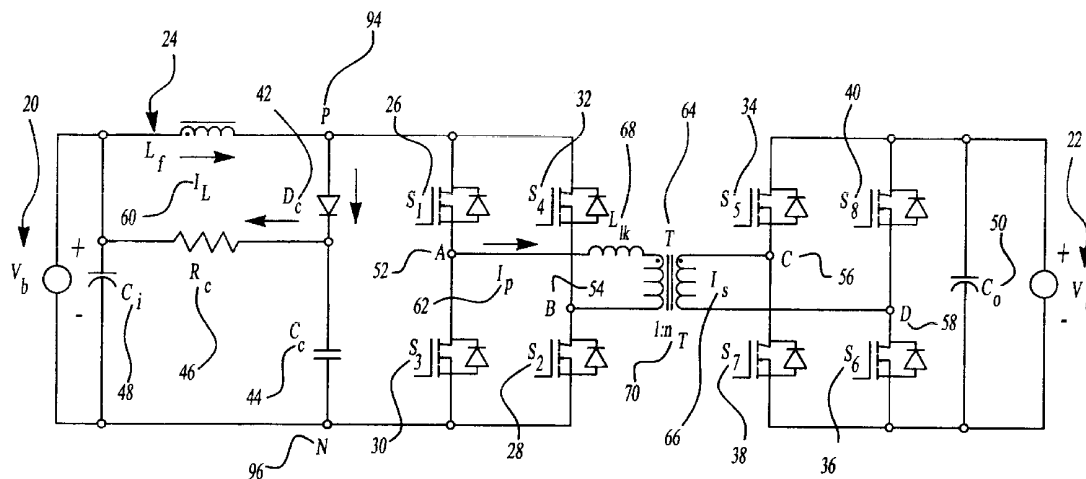 24
94
20
42
P
26
32
64
34
40
22
68
L_f
I_L
D_c
S_1
S_4
L_lk
S_5
S_8
50
60
T
V_b
+
R_c
52
A
I_p
54
I_s
C
56
C_o
+
V
C_i
-
62
B
D
58
-
48
46
C_c
44
S_3
S_2
1:n_T
70
S_7
S_6
N
96
30
28
66
38
36